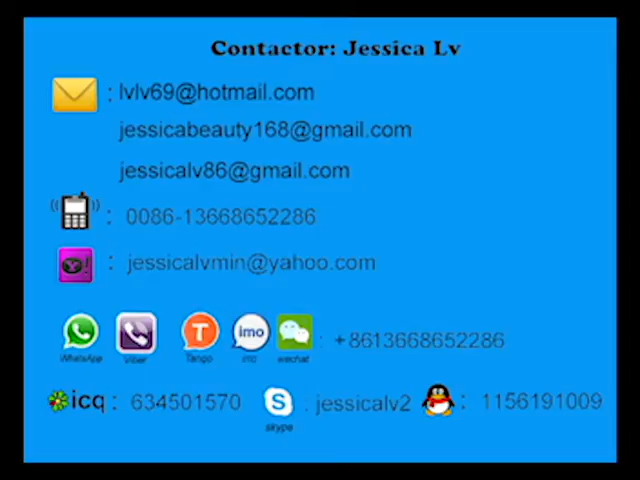 Contactor: Jessica Lv
: lvlv69@hotmail.com
jessicabeauty168@gmail.com
jessicalv86@gmail.com
: 0086-13668652286
Y! : jessicalvmin@yahoo.com
T imo : +8613668652286
WhatsApp Viber Tango imo wechat
icq : 634501570 S : jessicalv2 : 1156191009
skype